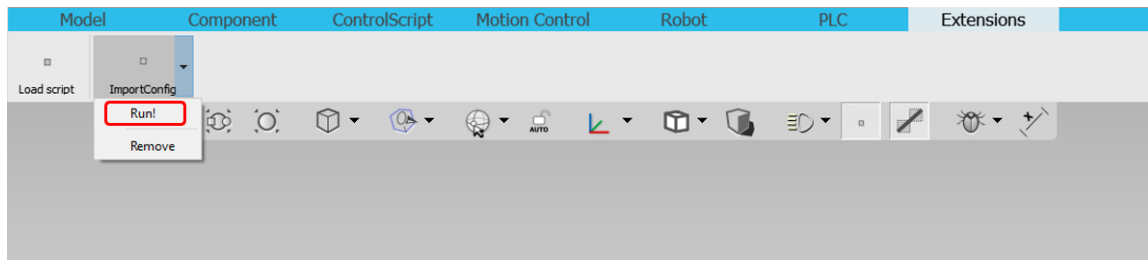 Model Component ControlScript Motion Control Robot PLC Extensions
Load script ImportConfig
Run!
AUTO
Remove